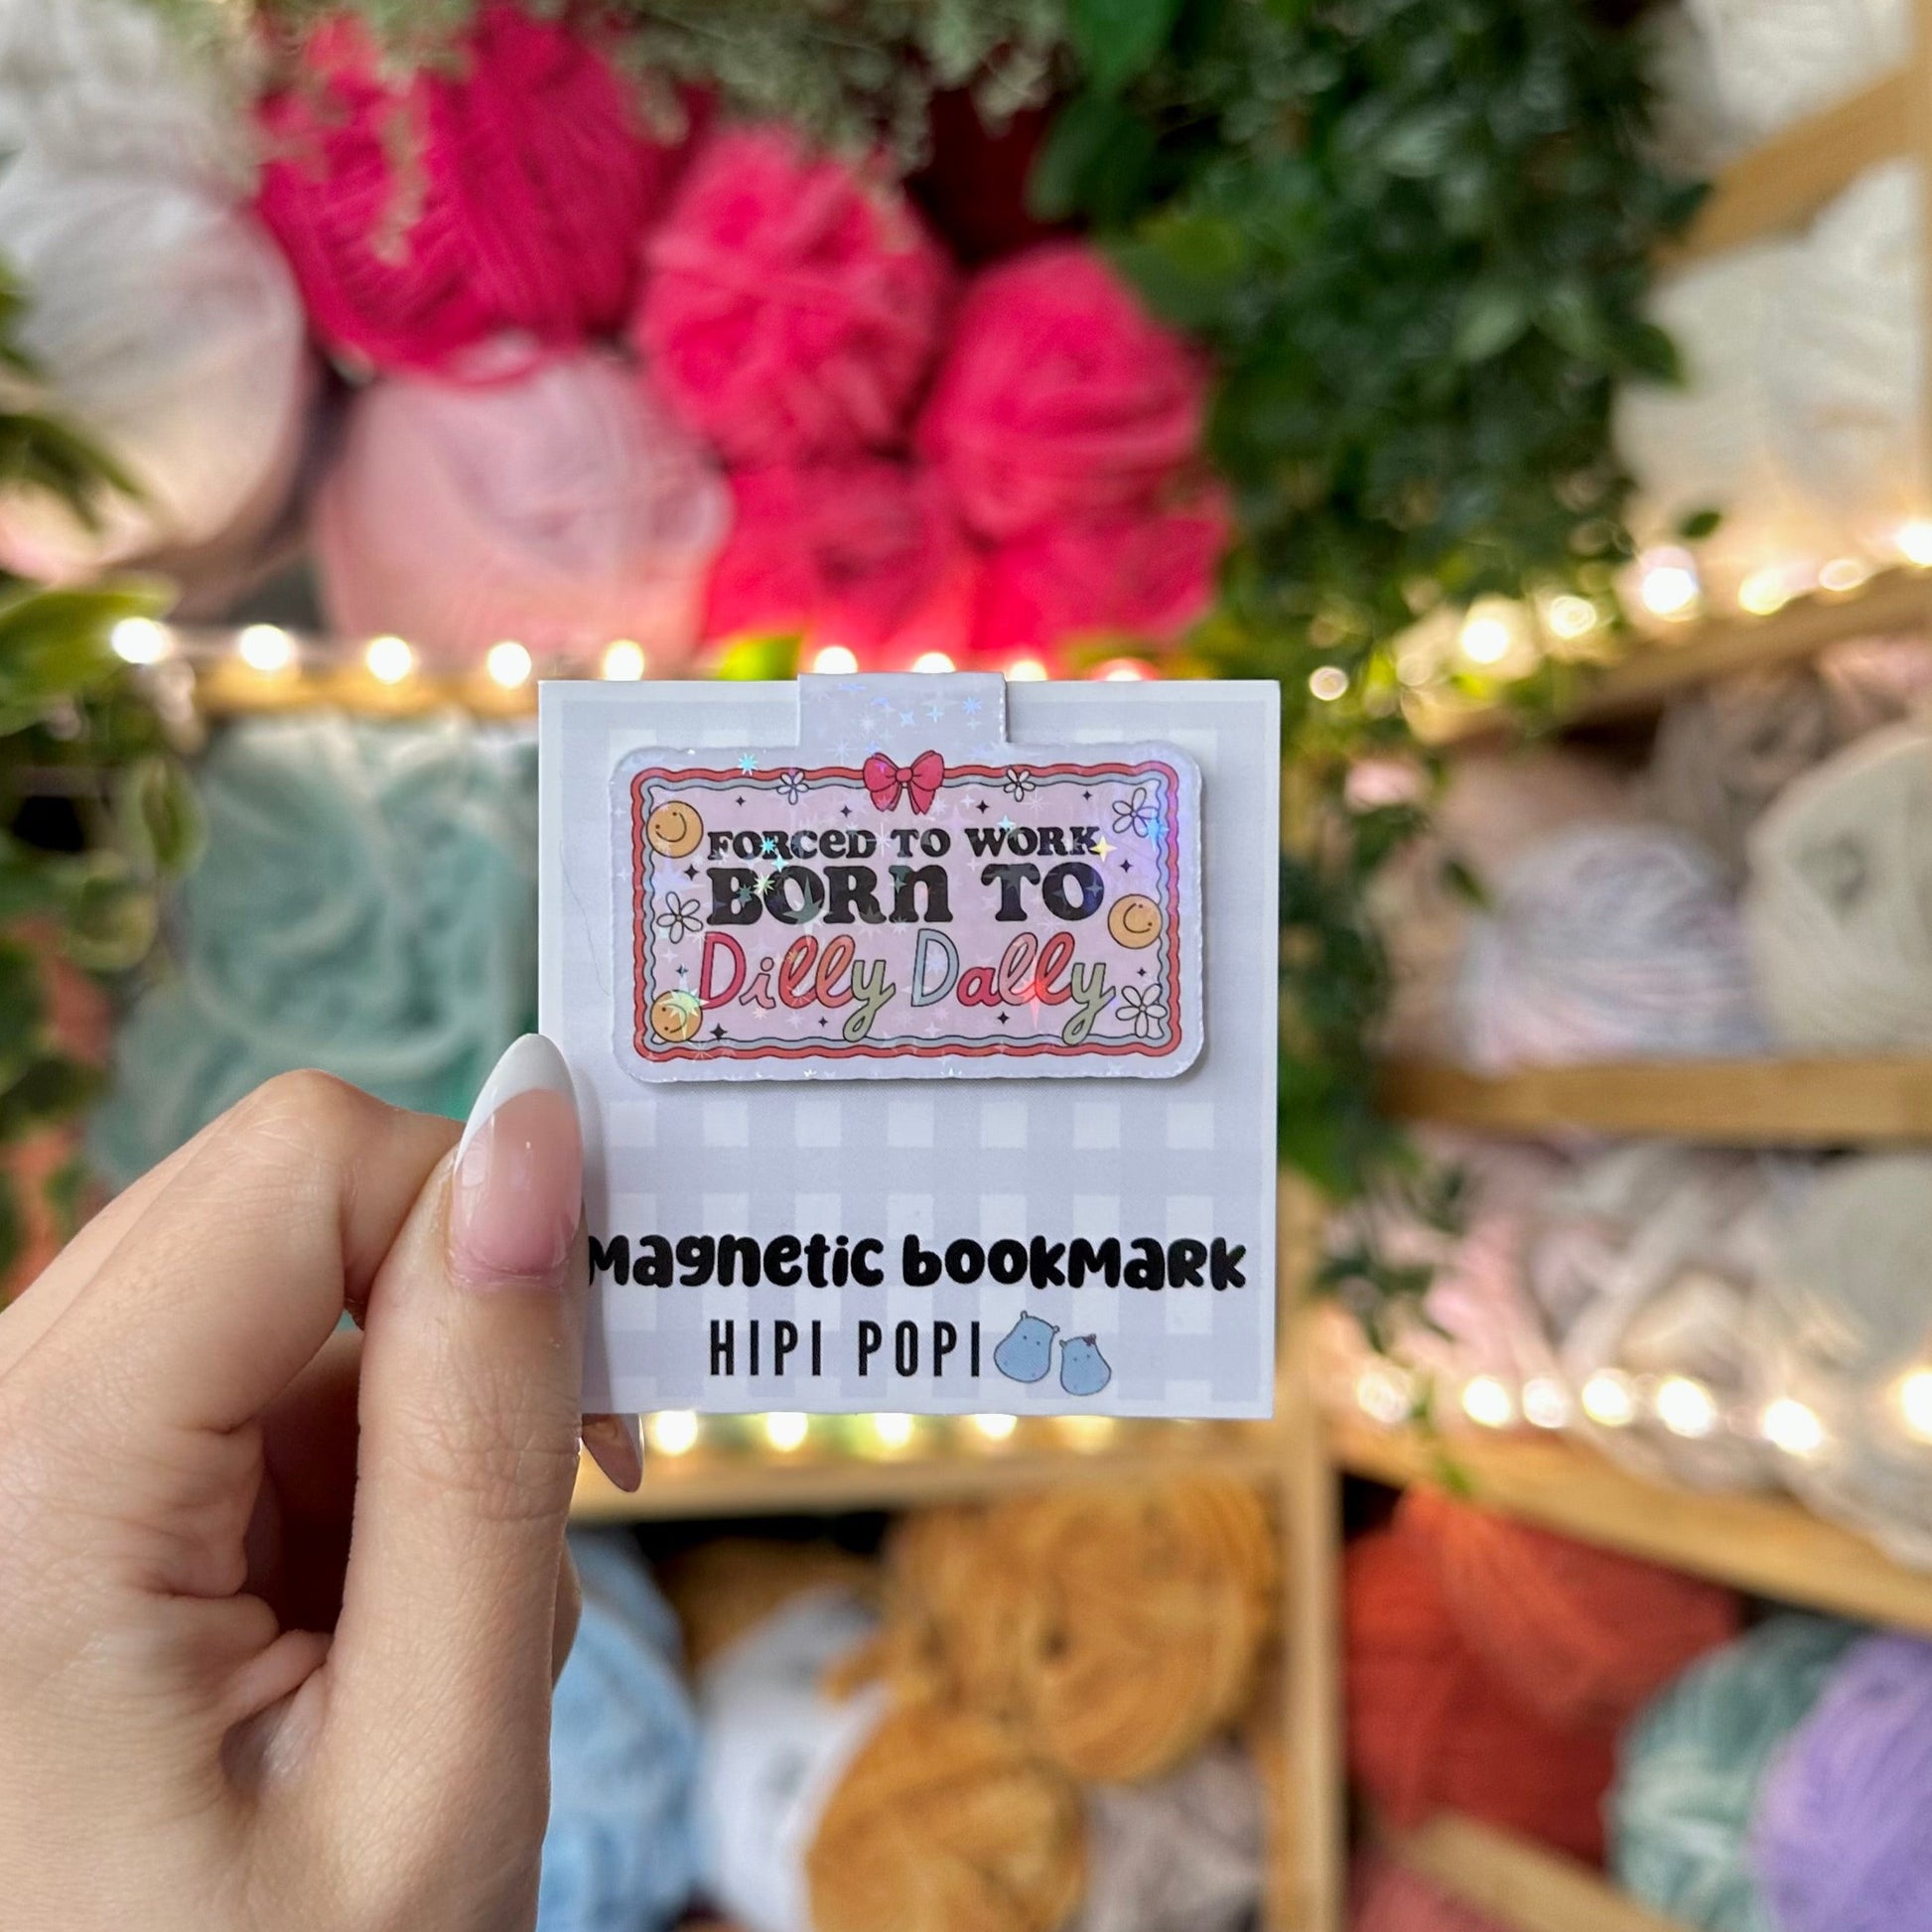 FORCED TO WORK
BORN TO
Dilly Dally
Magnetic bookmark
HIPI POPI